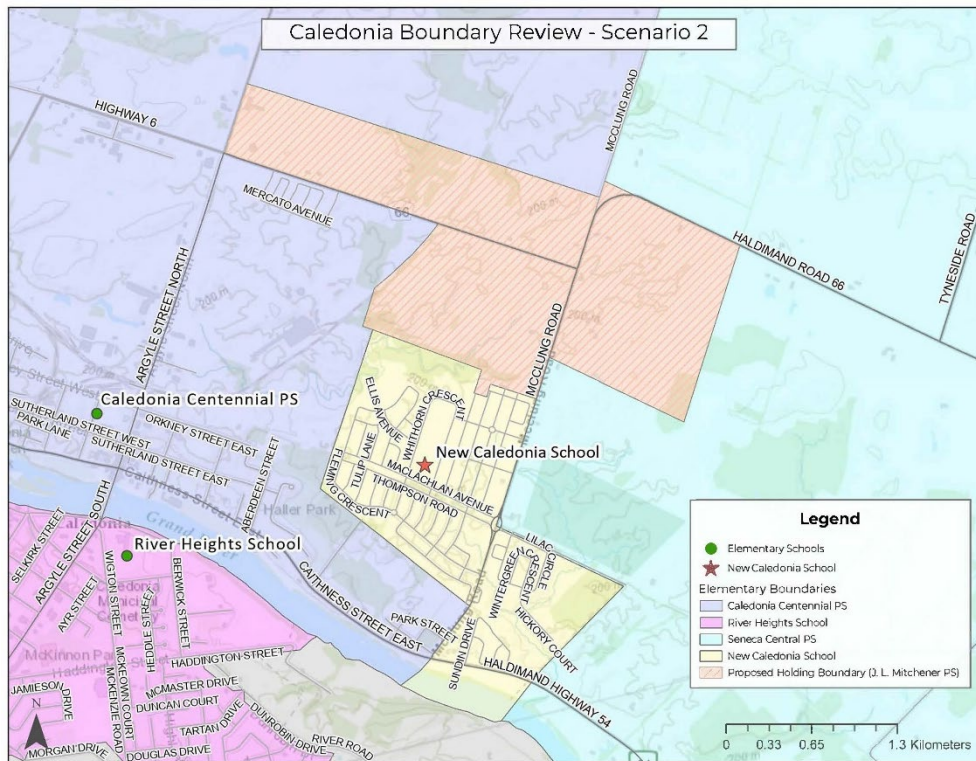 Caledonia Boundary Review - Scenario 2
HIGHWAY 6
MCCLUNG ROAD
MERCATO AVENUE
66
HALDIMAND ROAD 66
TYNESIDE ROAD
ARGYLE STREET NORTH
MCCLUNG ROAD
Caledonia Centennial PS
SUTHERLAND STREET WEST
PARK LANE
ORKNEY STREET EAST
SUTHERLAND STREET EAST
ABERDEEN STREET
Caithness Street East
Haller Park
ELLIS AVENUE
WHITHORN CRESCENT
TULIP LANE
FLEMING CRESCENT
New Caledonia School
MACLACHLAN AVENUE
THOMPSON ROAD
LILAC CIRCLE
WINTERGREEN CRESCENT
HICKORY COURT
PARK STREET
SUNDIN DRIVE
CAITHNESS STREET EAST
HALDIMAND HIGHWAY 54
Caledonia
River Heights School
SELKIRK STREET
ARGYLE STREET SOUTH
AYR STREET
WIGTON STREET
HEDDLE STREET
BERWICK STREET
HADDINGTON STREET
JAMIESON DRIVE
MCKEOWN COURT
MCKENZIE ROAD
MCMASTER DRIVE
DUNCAN COURT
TARTAN DRIVE
DUNROBIN DRIVE
RIVER ROAD
MORGAN DRIVE
DOUGLAS DRIVE
N
Legend
Elementary Schools
New Caledonia School
Elementary Boundaries
Caledonia Centennial PS
River Heights School
Seneca Central PS
New Caledonia School
Proposed Holding Boundary (J. L. Mitchener PS)
0 0.33 0.65 1.3 Kilometers